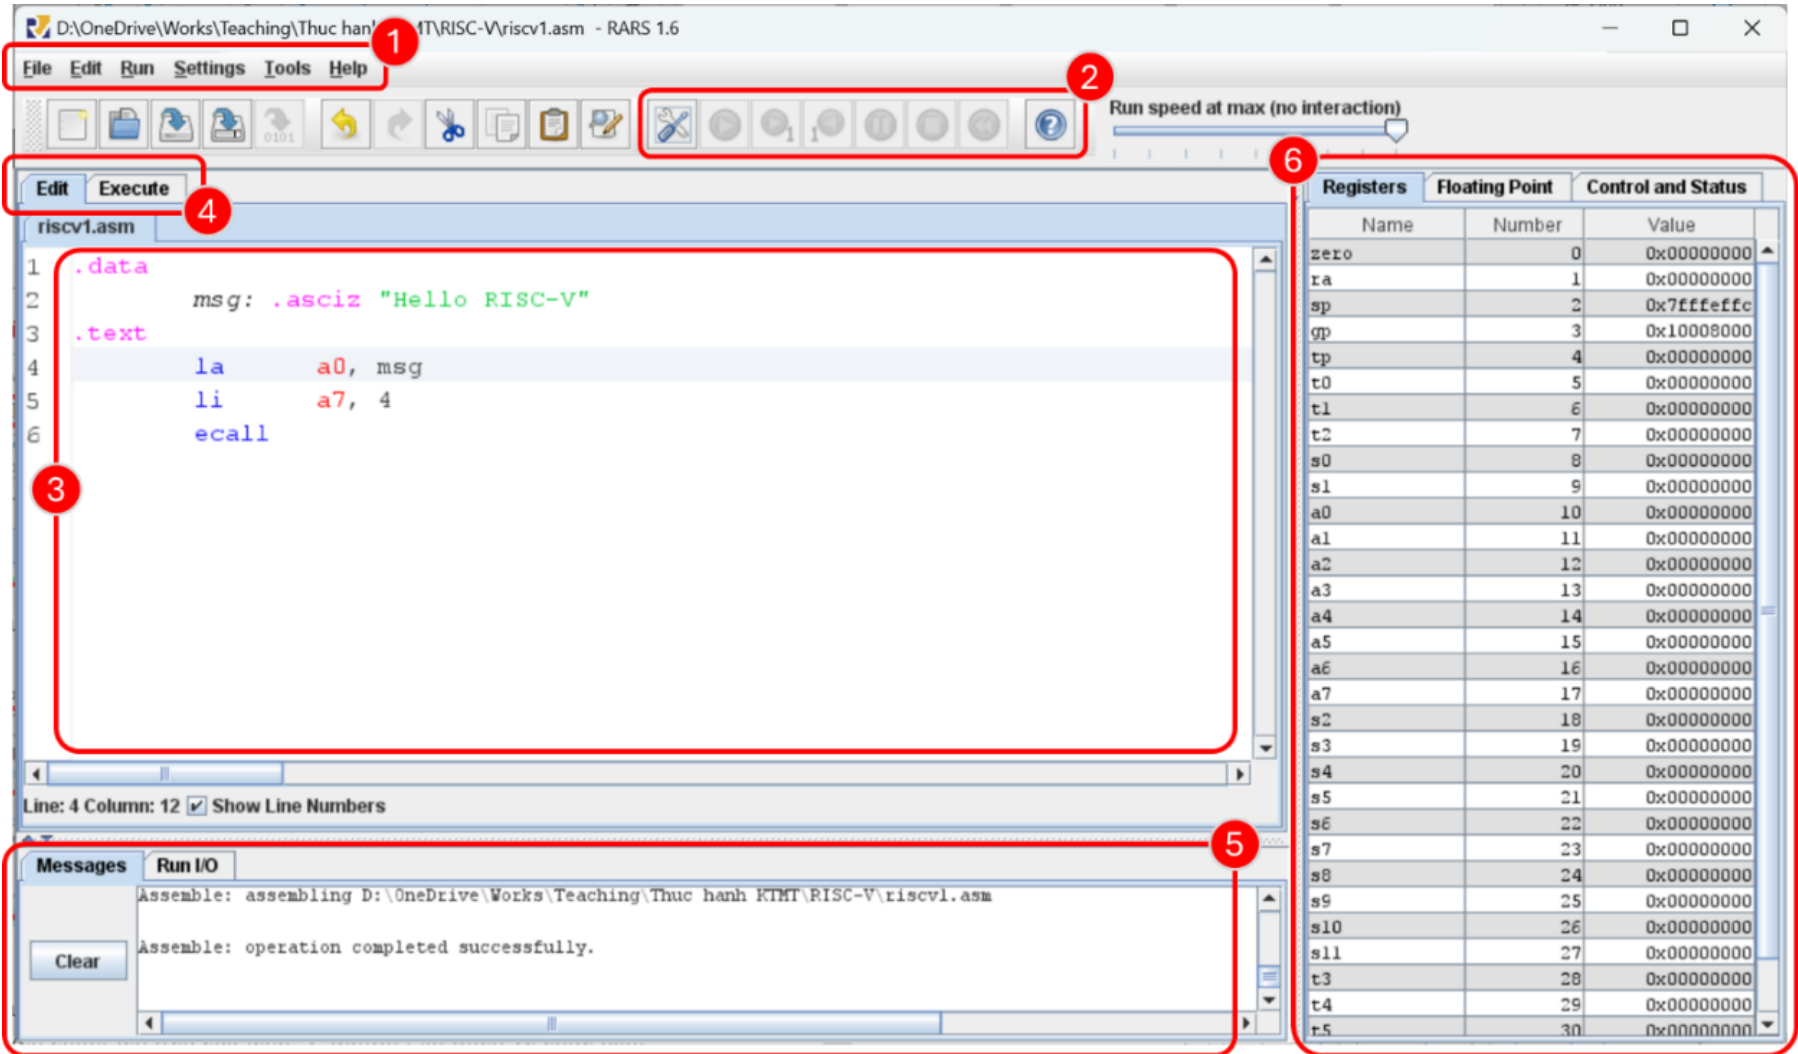 D:\OneDrive\Works\Teaching\Thuc han MT\RISC-V\riscv1.asm - RARS 1.6
1
File Edit Run Settings Tools Help
2
0101
1
1
Run speed at max (no interaction)
Edit Execute
4
riscv1.asm
1 .data
2 msg: .asciz "Hello RISC-V"
3 .text
4 la a0, msg
5 li a7, 4
6 ecall
3
Line: 4 Column: 12 Show Line Numbers
5
Messages Run I/O
Assemble: assembling D:\OneDrive\Works\Teaching\Thuc hanh KTMT\RISC-V\riscv1.asm
Assemble: operation completed successfully.
Clear
6
Registers Floating Point Control and Status
Name Number Value
zero 0 0x00000000
ra 1 0x00000000
sp 2 0x7fffeffc
gp 3 0x10008000
tp 4 0x00000000
t0 5 0x00000000
t1 6 0x00000000
t2 7 0x00000000
s0 8 0x00000000
s1 9 0x00000000
a0 10 0x00000000
a1 11 0x00000000
a2 12 0x00000000
a3 13 0x00000000
a4 14 0x00000000
a5 15 0x00000000
a6 16 0x00000000
a7 17 0x00000000
s2 18 0x00000000
s3 19 0x00000000
s4 20 0x00000000
s5 21 0x00000000
s6 22 0x00000000
s7 23 0x00000000
s8 24 0x00000000
s9 25 0x00000000
s10 26 0x00000000
s11 27 0x00000000
t3 28 0x00000000
t4 29 0x00000000
t5 30 0x00000000